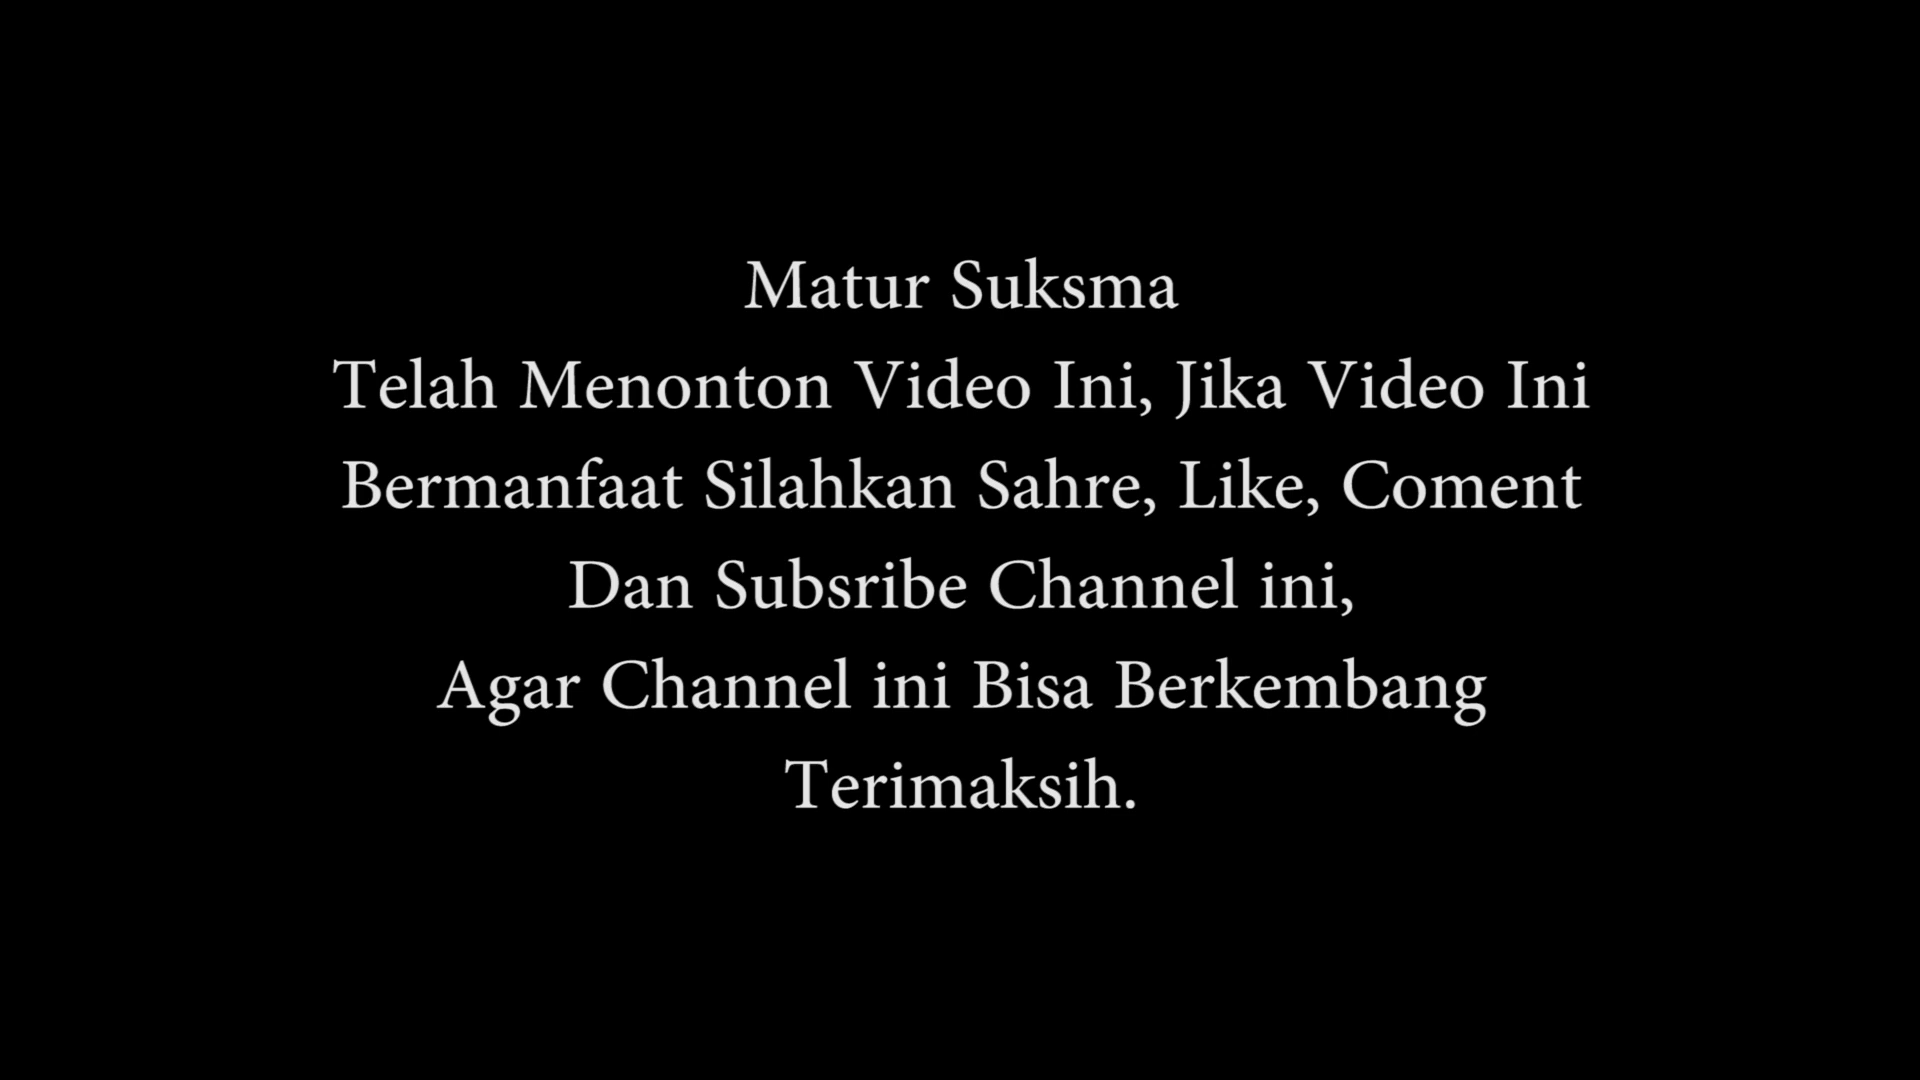 Matur Suksma
Telah Menonton Video Ini, Jika Video Ini
Bermanfaat Silahkan Sahre, Like, Coment
Dan Subsribe Channel ini,
Agar Channel ini Bisa Berkembang
Terimaksih.